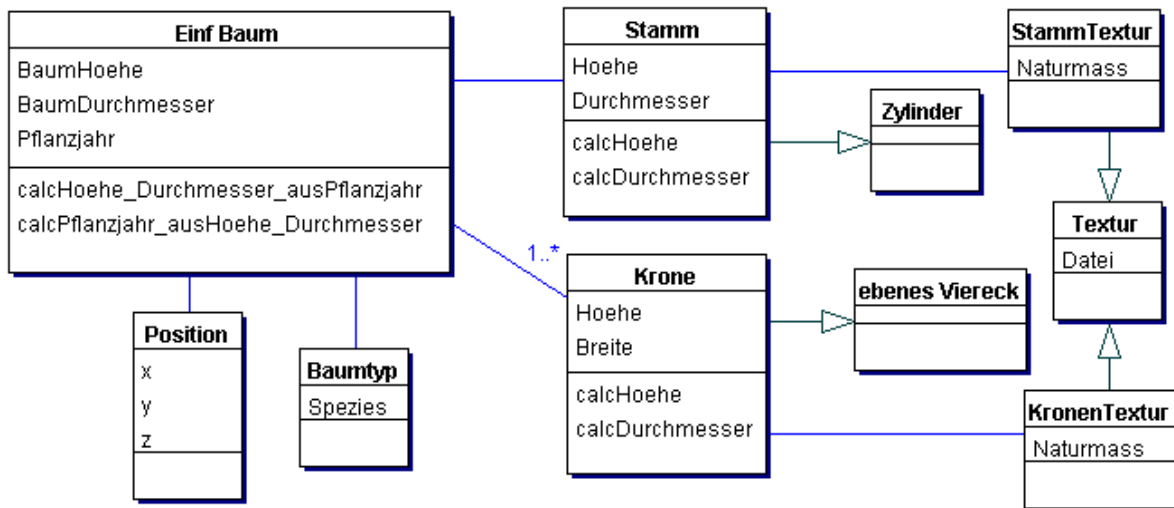 Einf Baum
BaumHoehe
BaumDurchmesser
Pflanzjahr
calcHoehe_Durchmesser_ausPflanzjahr
calcPflanzjahr_ausHoehe_Durchmesser
Stamm
Hoehe
Durchmesser
calcHoehe
calcDurchmesser
StammTextur
Naturmass
Zylinder
Textur
Datei
1..*
Krone
Hoehe
Breite
calcHoehe
calcDurchmesser
ebenes Viereck
Position
x
y
z
Baumtyp
Spezies
KronenTextur
Naturmass